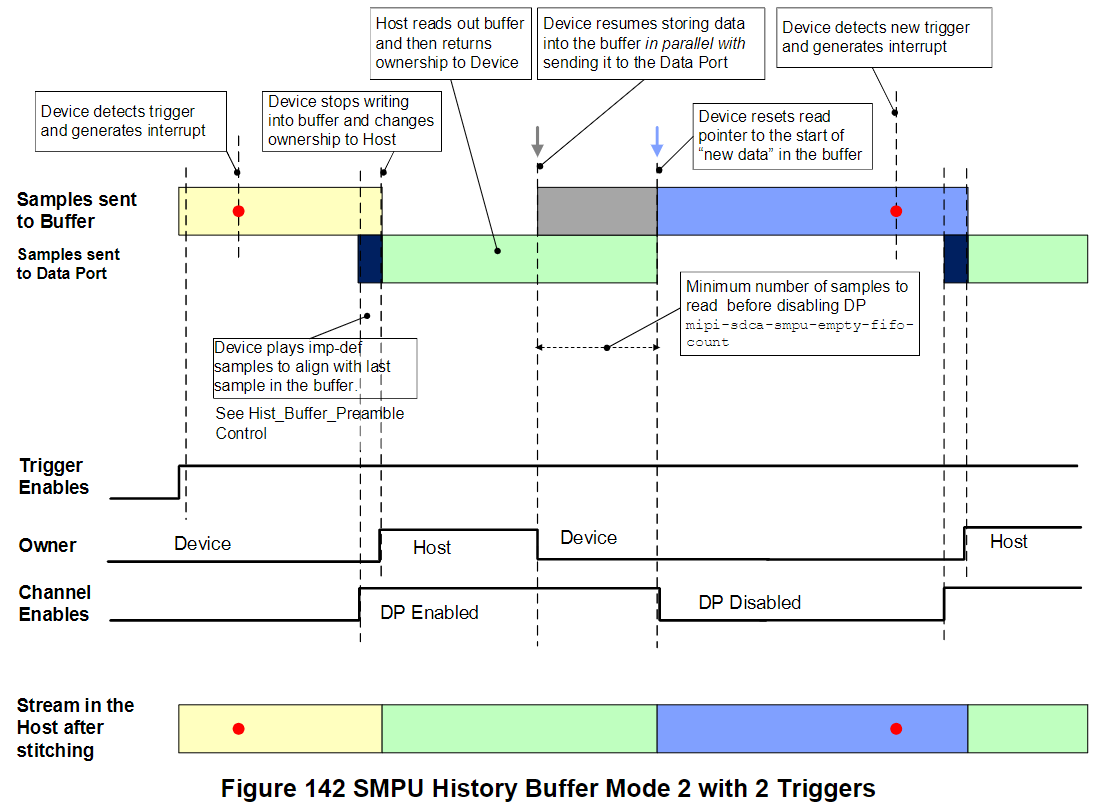 Host reads out buffer
and then returns
ownership to Device
Device resumes storing data
into the buffer in parallel with
sending it to the Data Port
Device detects new trigger
and generates interrupt
Device detects trigger
and generates interrupt
Device stops writing
into buffer and changes
ownership to Host
Device resets read
pointer to the start of
“new data” in the buffer
Samples sent
to Buffer
Samples sent
to Data Port
Minimum number of samples to
read before disabling DP
mipi-sdca-smpu-empty-fifo-
count
Device plays imp-def
samples to align with last
sample in the buffer.
See Hist_Buffer_Preamble
Control
Trigger
Enables
Owner
Device
Host
Device
Host
Channel
Enables
DP Enabled
DP Disabled
Stream in the
Host after
stitching
Figure 142 SMPU History Buffer Mode 2 with 2 Triggers